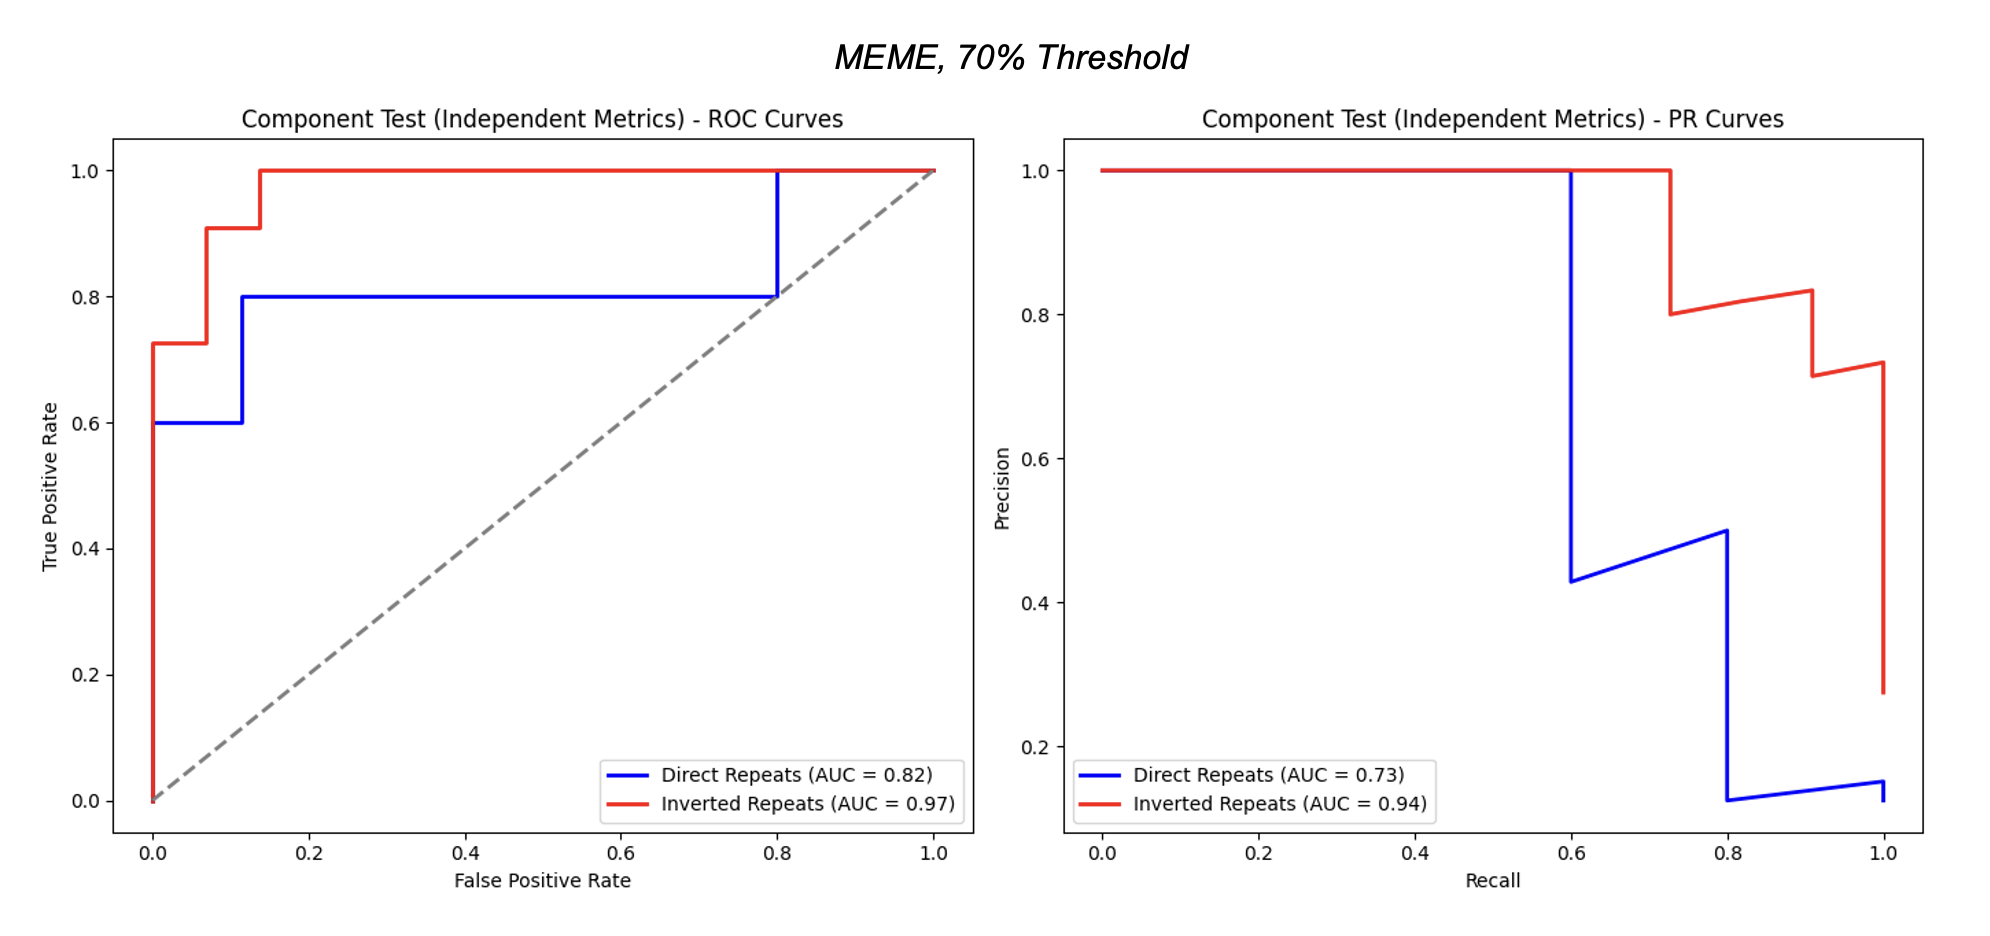 MEME, 70% Threshold
Component Test (Independent Metrics) - ROC Curves
1.0
0.8
0.6
0.4
0.2
0.0
True Positive Rate
0.0 0.2 0.4 0.6 0.8 1.0
False Positive Rate
Direct Repeats (AUC = 0.82)
Inverted Repeats (AUC = 0.97)
Component Test (Independent Metrics) - PR Curves
1.0
0.8
0.6
0.4
0.2
Precision
0.0 0.2 0.4 0.6 0.8 1.0
Recall
Direct Repeats (AUC = 0.73)
Inverted Repeats (AUC = 0.94)